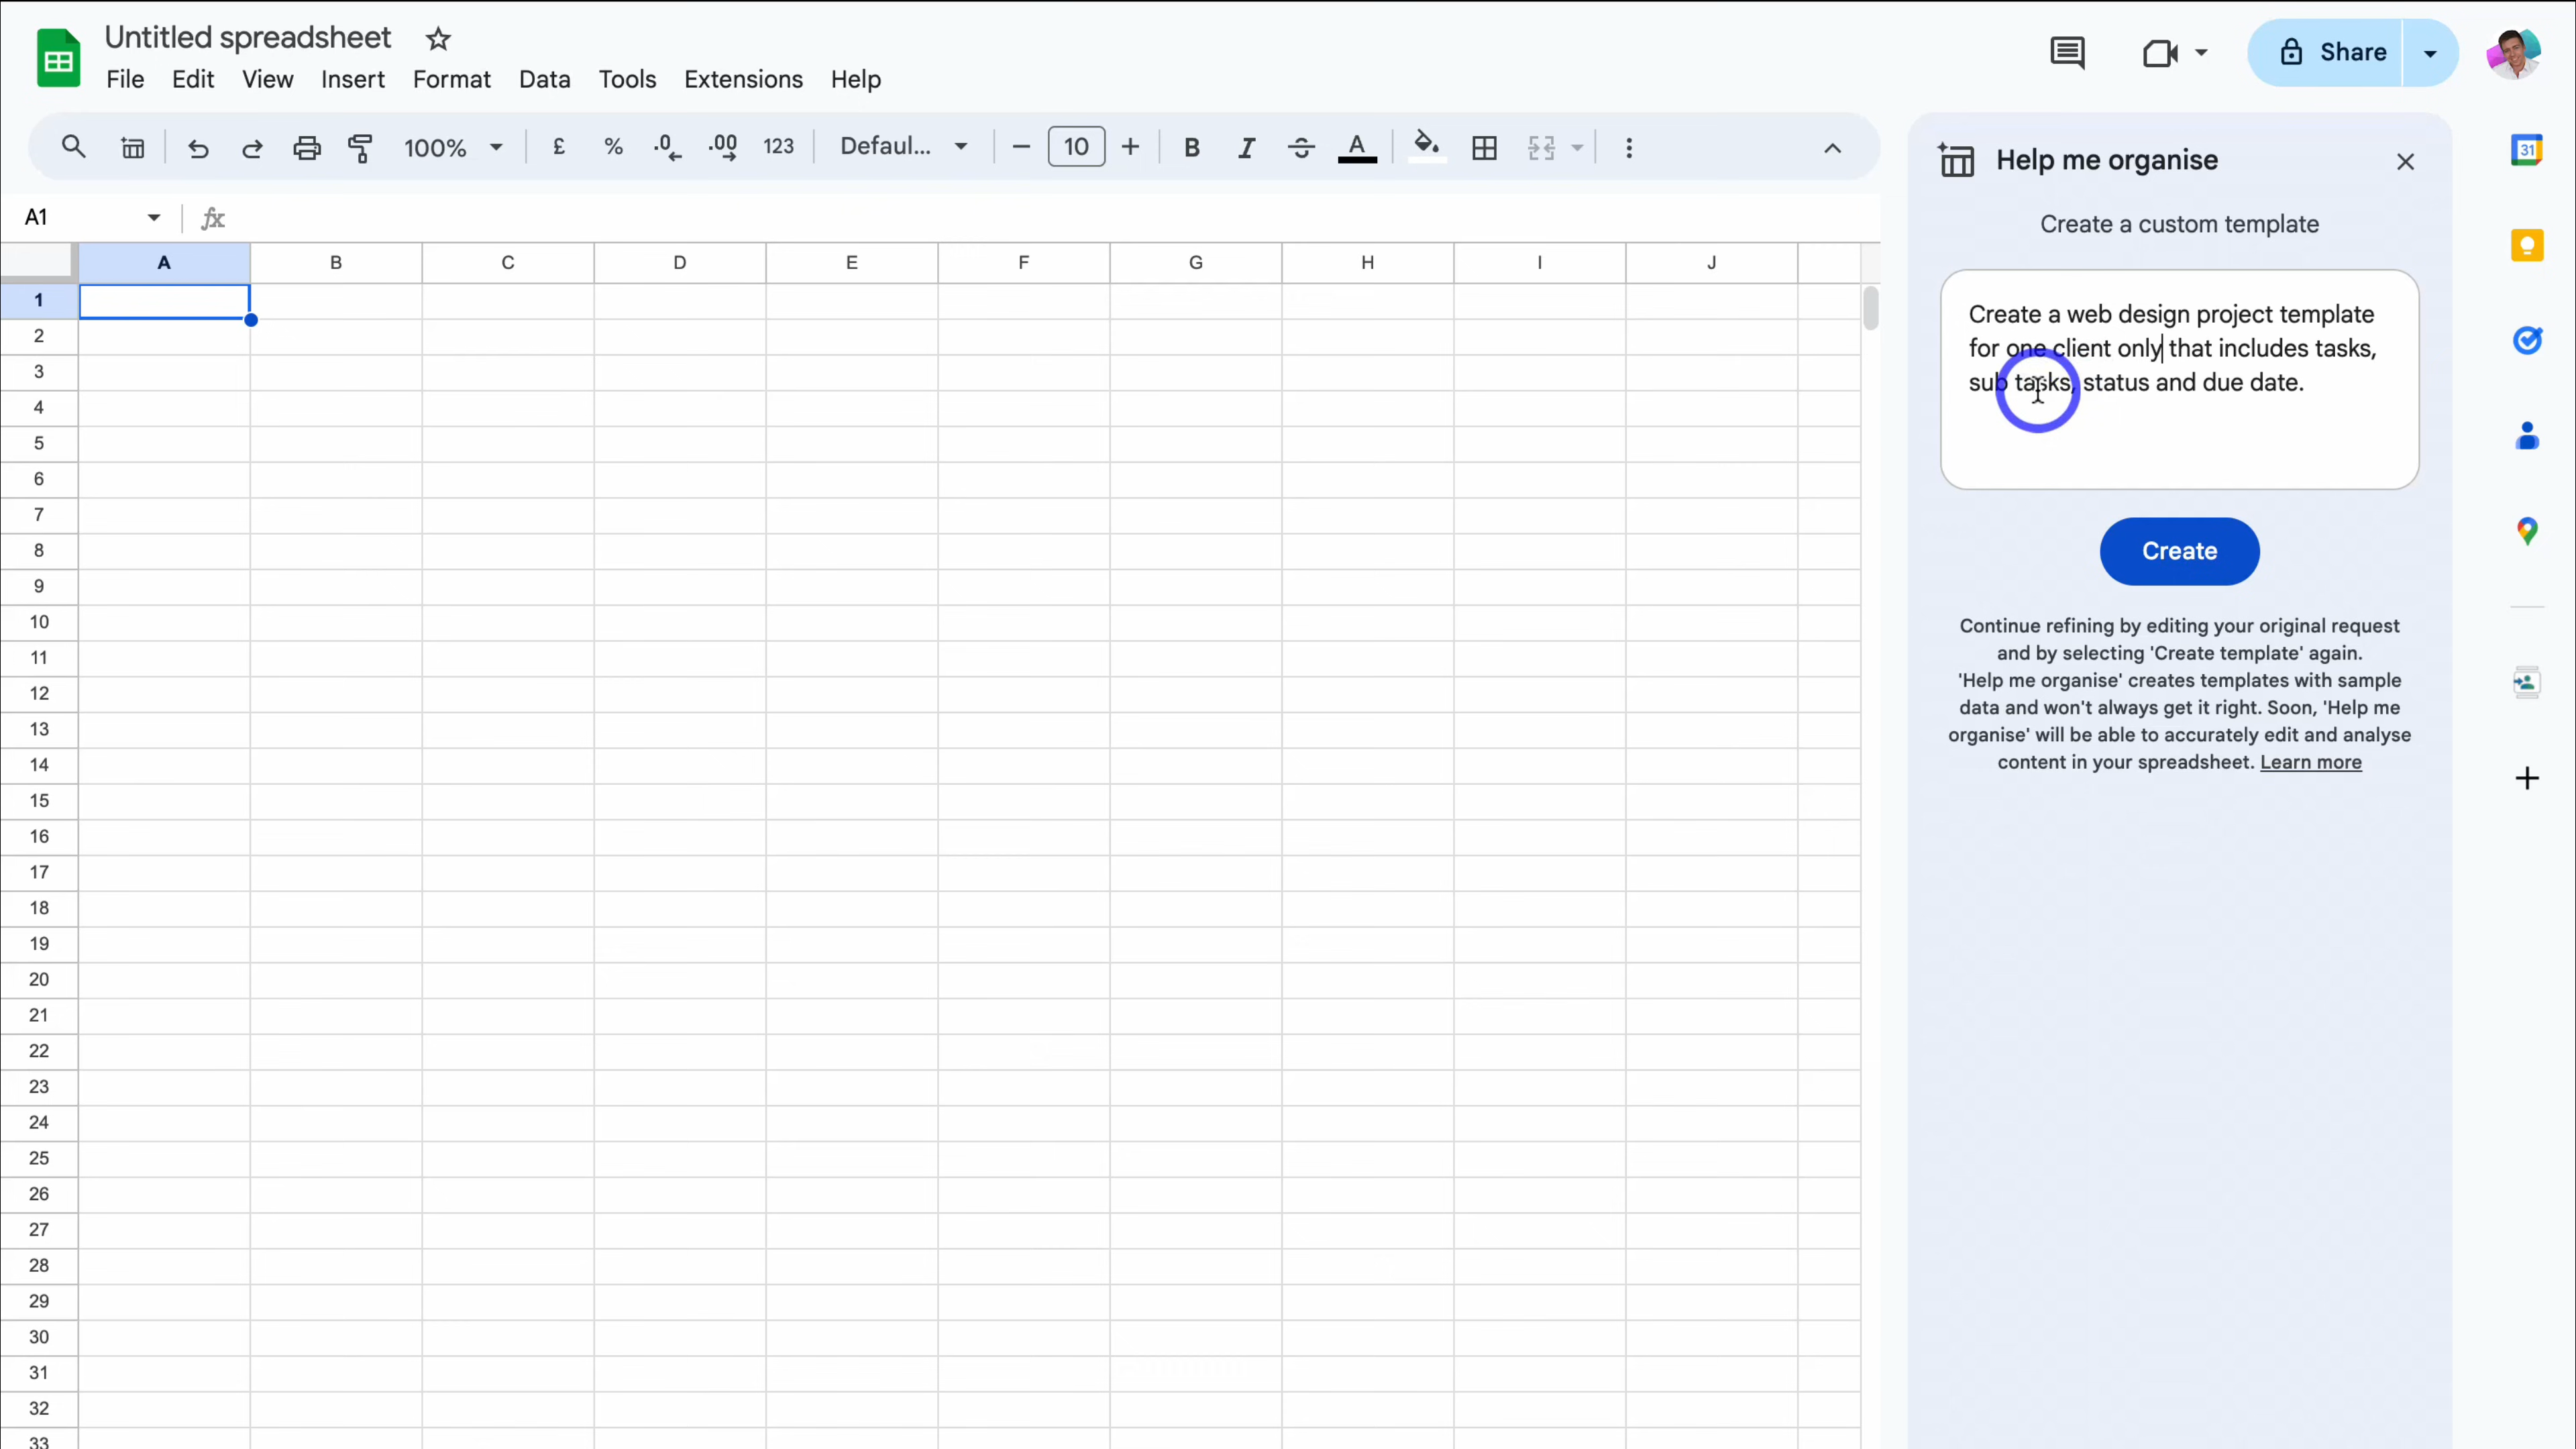 Untitled spreadsheet
File Edit View Insert Format Data Tools Extensions Help
Share
100% £ % .0 .00 123 Defaul... 10 B I S A
A1 fx
A B C D E F G H I J
1
2
3
4
5
6
7
8
9
10
11
12
13
14
15
16
17
18
19
20
21
22
23
24
25
26
27
28
29
30
31
32
33
Help me organise
Create a custom template
Create a web design project template
for one client only that includes tasks,
sub tasks, status and due date.
Create
Continue refining by editing your original request
and by selecting 'Create template' again.
'Help me organise' creates templates with sample
data and won't always get it right. Soon, 'Help me
organise' will be able to accurately edit and analyse
content in your spreadsheet. Learn more
31